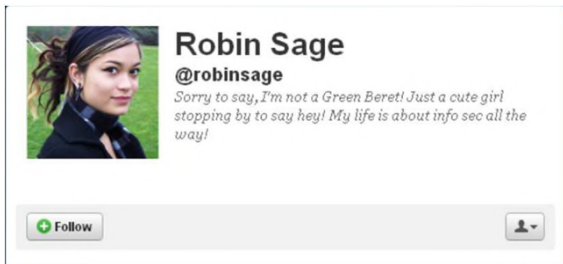 Robin Sage
@robinsage
Sorry to say, I'm not a Green Beret! Just a cute girl
stopping by to say hey! My life is about info sec all the
way!
Follow